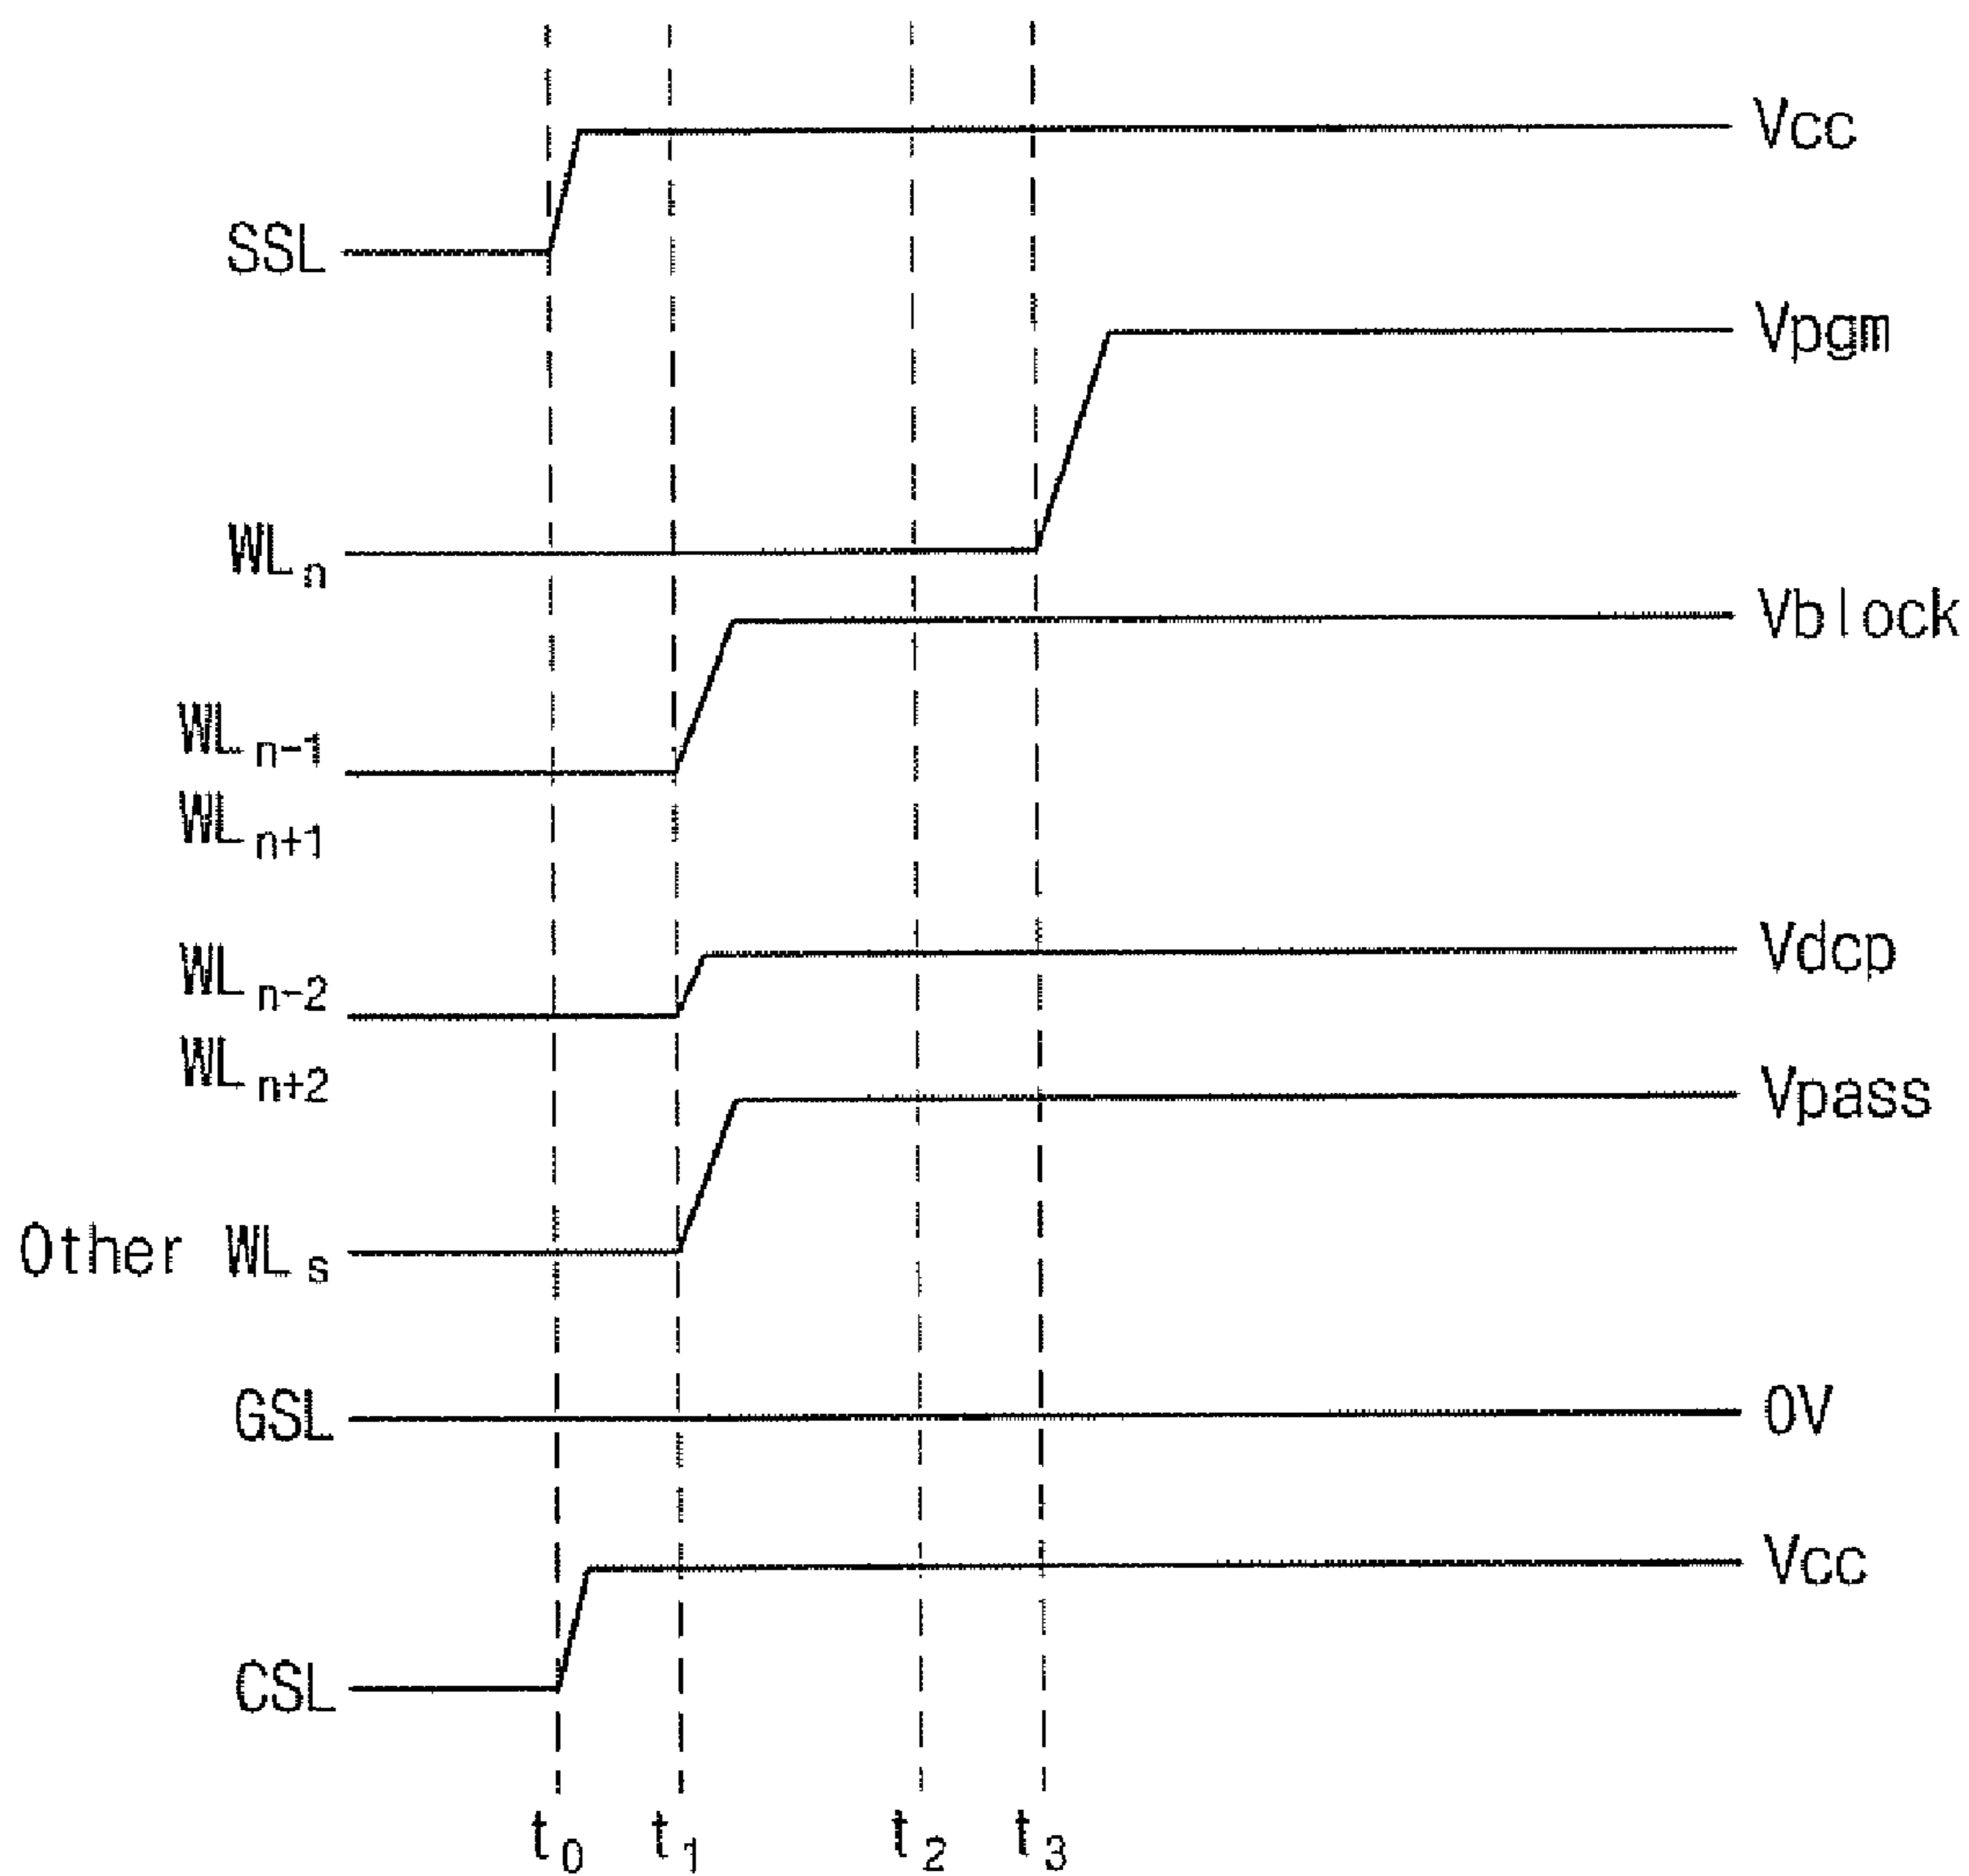 Vcc
SSL
Vpgm
WLn
Vblock
WLn-1
WLn+1
Vdcp
WLn-2
WLn+2
Vpass
Other WLs
GSL
0V
Vcc
CSL
t0 t1 t2 t3